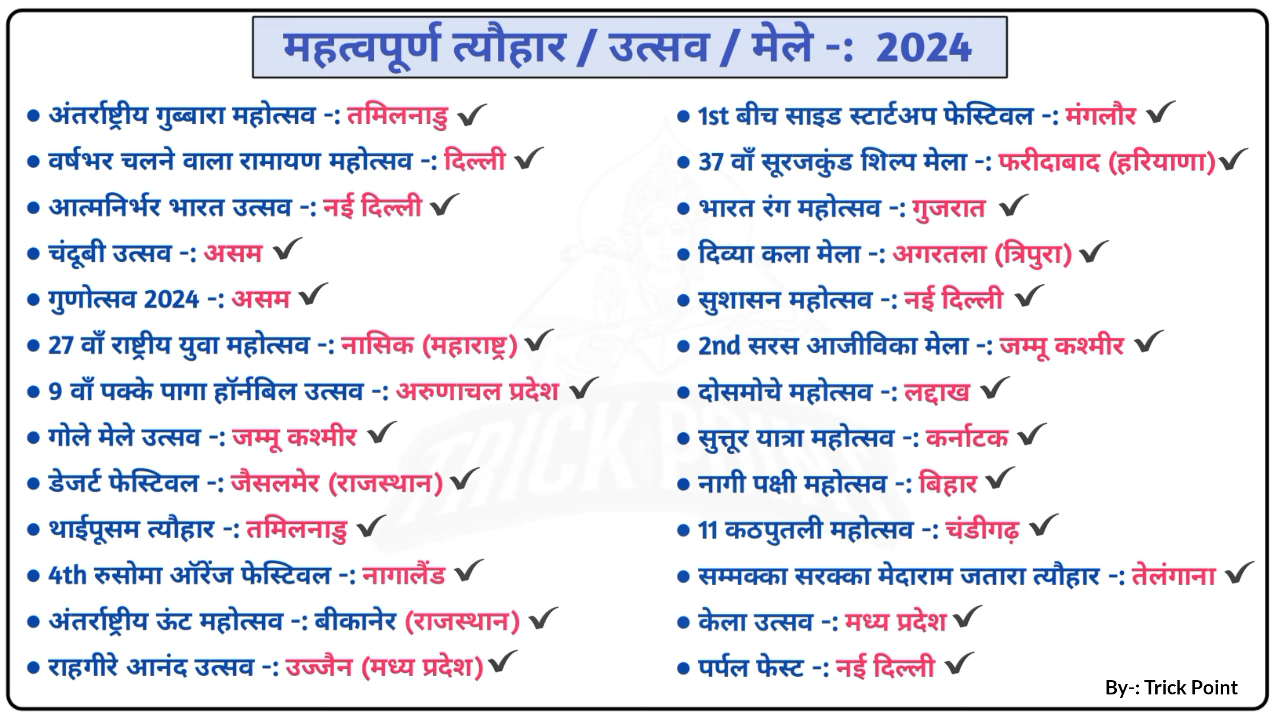 महत्वपूर्ण त्यौहार / उत्सव / मेले -: 2024
• अंतर्राष्ट्रीय गुब्बारा महोत्सव -: तमिलनाडु ✓
• वर्षभर चलने वाला रामायण महोत्सव -: दिल्ली ✓
• आत्मनिर्भर भारत उत्सव -: नई दिल्ली ✓
• चंदूबी उत्सव -: असम ✓
• गुणोत्सव 2024 -: असम ✓
• 27 वाँ राष्ट्रीय युवा महोत्सव -: नासिक (महाराष्ट्र) ✓
• 9 वाँ पक्के पागा हॉर्नबिल उत्सव -: अरुणाचल प्रदेश ✓
• गोले मेले उत्सव -: जम्मू कश्मीर ✓
• डेजर्ट फेस्टिवल -: जैसलमेर (राजस्थान) ✓
• थाईपूसम त्यौहार -: तमिलनाडु ✓
• 4th रुसोमा ऑरेंज फेस्टिवल -: नागालैंड ✓
• अंतर्राष्ट्रीय ऊंट महोत्सव -: बीकानेर (राजस्थान) ✓
• राहगीरे आनंद उत्सव -: उज्जैन (मध्य प्रदेश) ✓
• 1st बीच साइड स्टार्टअप फेस्टिवल -: मंगलौर ✓
• 37 वाँ सूरजकुंड शिल्प मेला -: फरीदाबाद (हरियाणा) ✓
• भारत रंग महोत्सव -: गुजरात ✓
• दिव्या कला मेला -: अगरतला (त्रिपुरा) ✓
• सुशासन महोत्सव -: नई दिल्ली ✓
• 2nd सरस आजीविका मेला -: जम्मू कश्मीर ✓
• दोसमोचे महोत्सव -: लद्दाख ✓
• सुत्तूर यात्रा महोत्सव -: कर्नाटक ✓
• नागी पक्षी महोत्सव -: बिहार ✓
• 11 कठपुतली महोत्सव -: चंडीगढ़ ✓
• सम्मक्का सरक्का मेदाराम जतारा त्यौहार -: तेलंगाना ✓
• केला उत्सव -: मध्य प्रदेश ✓
• पर्पल फेस्ट -: नई दिल्ली ✓
TRICK POINT
By-: Trick Point